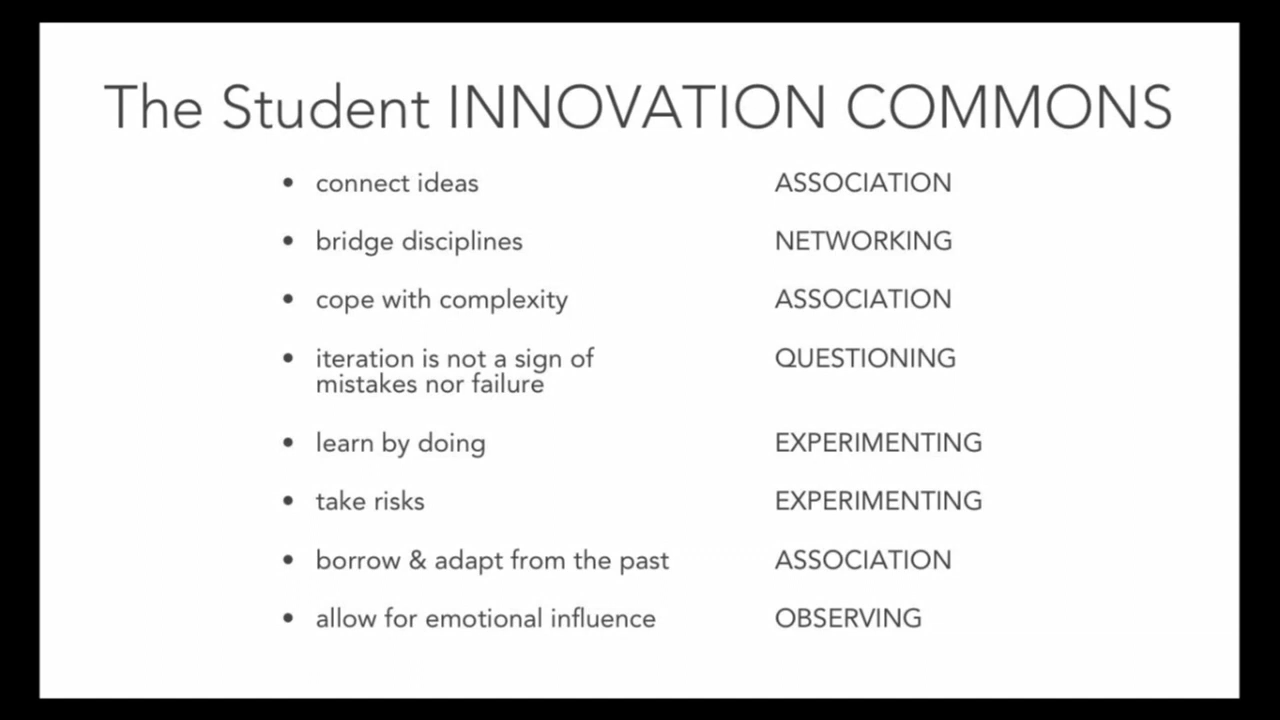 The Student INNOVATION COMMONS
• connect ideas ASSOCIATION
• bridge disciplines NETWORKING
• cope with complexity ASSOCIATION
• iteration is not a sign of QUESTIONING
mistakes nor failure
• learn by doing EXPERIMENTING
• take risks EXPERIMENTING
• borrow & adapt from the past ASSOCIATION
• allow for emotional influence OBSERVING